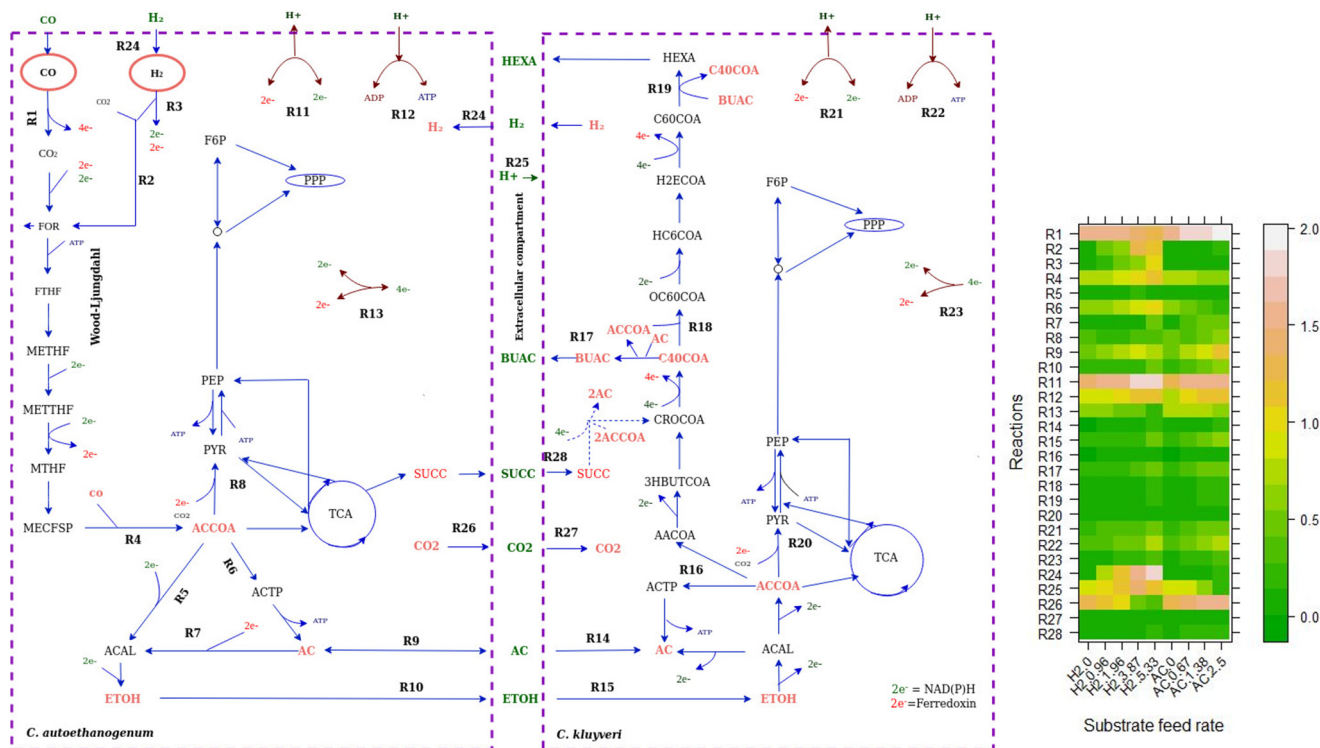 CO
H₂
H+
H+
R24
CO
H₂
R1
CO2
R3
4e-
2e-
2e-
R2
CO₂
2e-
2e-
FOR
ATP
FTHF
Wood-Ljungdahl
METHF
2e-
METTHF
2e-
2e-
MTHF
CO
MECFSP
R4
2e-
2e-
R11
ADP
ATP
R12
R24
H₂
F6P
PPP
2e-
2e-
4e-
R13
PEP
ATP
ATP
PYR
R8
2e-
CO2
ACCOA
TCA
SUCC
CO2
R26
2e-
R5
R6
ACTP
ATP
R7
2e-
ACAL
AC
R9
2e-
ETOH
R10
C. autoethanogenum
HEXA
H₂
R25
H+
Extracellular compartment
BUAC
SUCC
CO2
AC
ETOH
HEXA
R19
C40COA
BUAC
C60COA
H₂
4e-
4e-
H2ECOA
HC6COA
2e-
OC60COA
R18
R17
ACCOA
AC
BUAC
C40COA
4e-
4e-
2AC
CROCOA
4e-
2ACCOA
R28
SUCC
3HBUTCOA
2e-
AACOA
R27
CO2
R16
ACTP
ATP
R14
AC
2e-
R15
ETOH
H+
H+
2e-
2e-
R21
ADP
ATP
R22
F6P
PPP
2e-
2e-
4e-
R23
PEP
ATP
ATP
PYR
R20
2e-
CO2
ACCOA
TCA
2e-
ACAL
2e-
2e- = NAD(P)H
2e-=Ferredoxin
C. kluyveri
Reactions
R1
R2
R3
R4
R5
R6
R7
R8
R9
R10
R11
R12
R13
R14
R15
R16
R17
R18
R19
R20
R21
R22
R23
R24
R25
R26
R27
R28
H2.0
H2.0.96
H2.1.96
H2.3.87
H2.5.33
AC.0
AC.0.67
AC.1.38
AC.2.5
Substrate feed rate
2.0
1.5
1.0
0.5
0.0